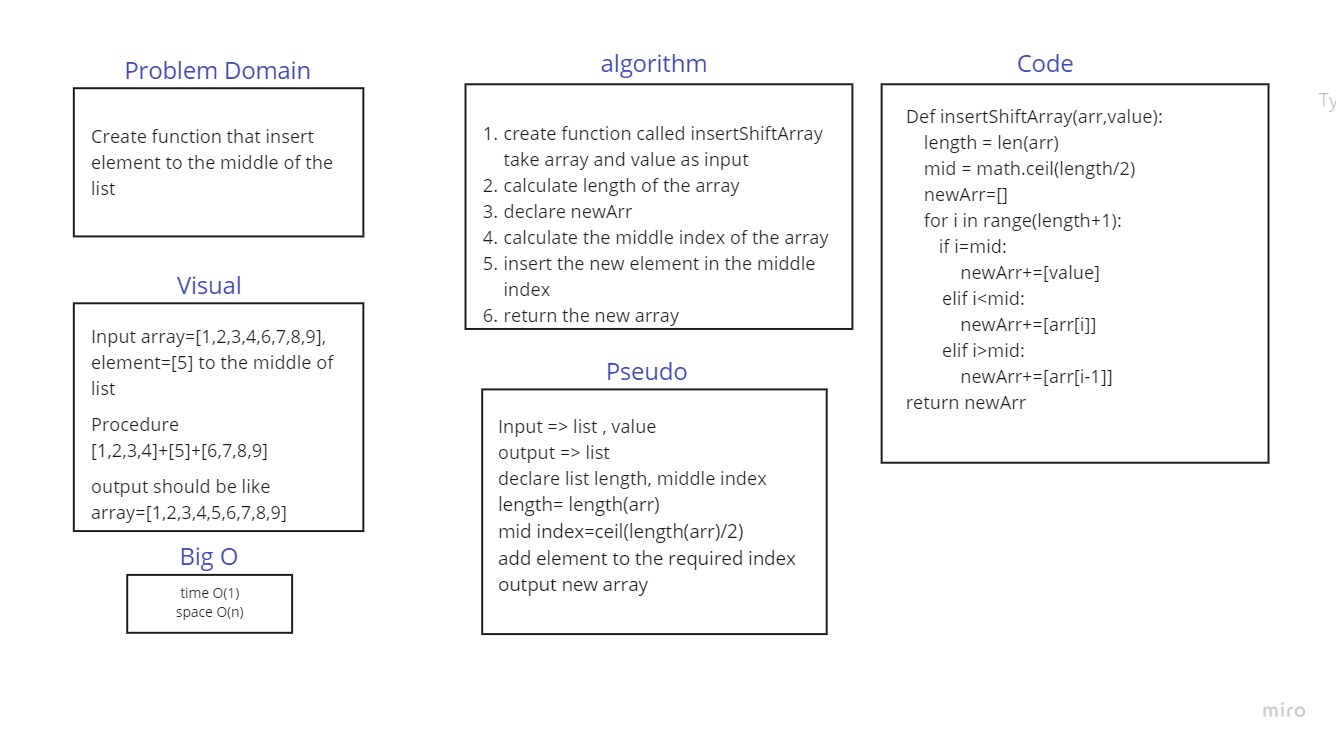 Problem Domain
Create function that insert
element to the middle of the
list
Visual
Input array=[1,2,3,4,6,7,8,9],
element=[5] to the middle of
list
Procedure
[1,2,3,4]+[5]+[6,7,8,9]
output should be like
array=[1,2,3,4,5,6,7,8,9]
Big O
time O(1)
space O(n)
algorithm
1. create function called insertShiftArray
take array and value as input
2. calculate length of the array
3. declare newArr
4. calculate the middle index of the array
5. insert the new element in the middle
index
6. return the new array
Pseudo
Input => list , value
output => list
declare list length, middle index
length= length(arr)
mid index=ceil(length(arr)/2)
add element to the required index
output new array
Code
Def insertShiftArray(arr,value):
length = len(arr)
mid = math.ceil(length/2)
newArr=[]
for i in range(length+1):
if i=mid:
newArr+=[value]
elif i<mid:
newArr+=[arr[i]]
elif i>mid:
newArr+=[arr[i-1]]
return newArr
Ty
miro